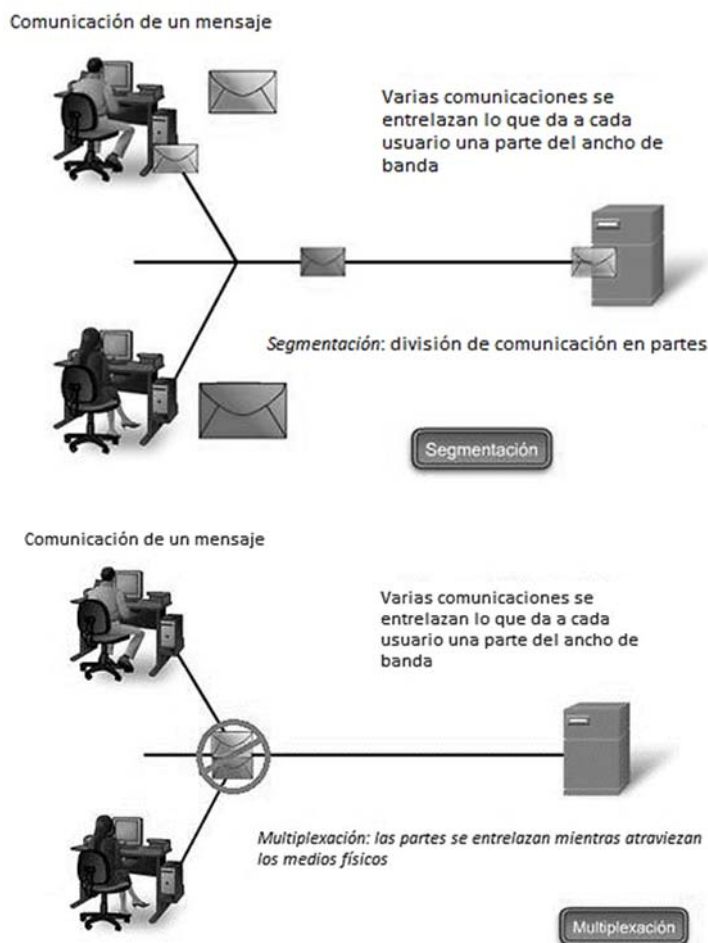 Comunicación de un mensaje
Varias comunicaciones se
entrelazan lo que da a cada
usuario una parte del ancho de
banda
Segmentación: división de comunicación en partes
Segmentación
Comunicación de un mensaje
Varias comunicaciones se
entrelazan lo que da a cada
usuario una parte del ancho de
banda
Multiplexación: las partes se entrelazan mientras atraviezan
los medios físicos
Multiplexación